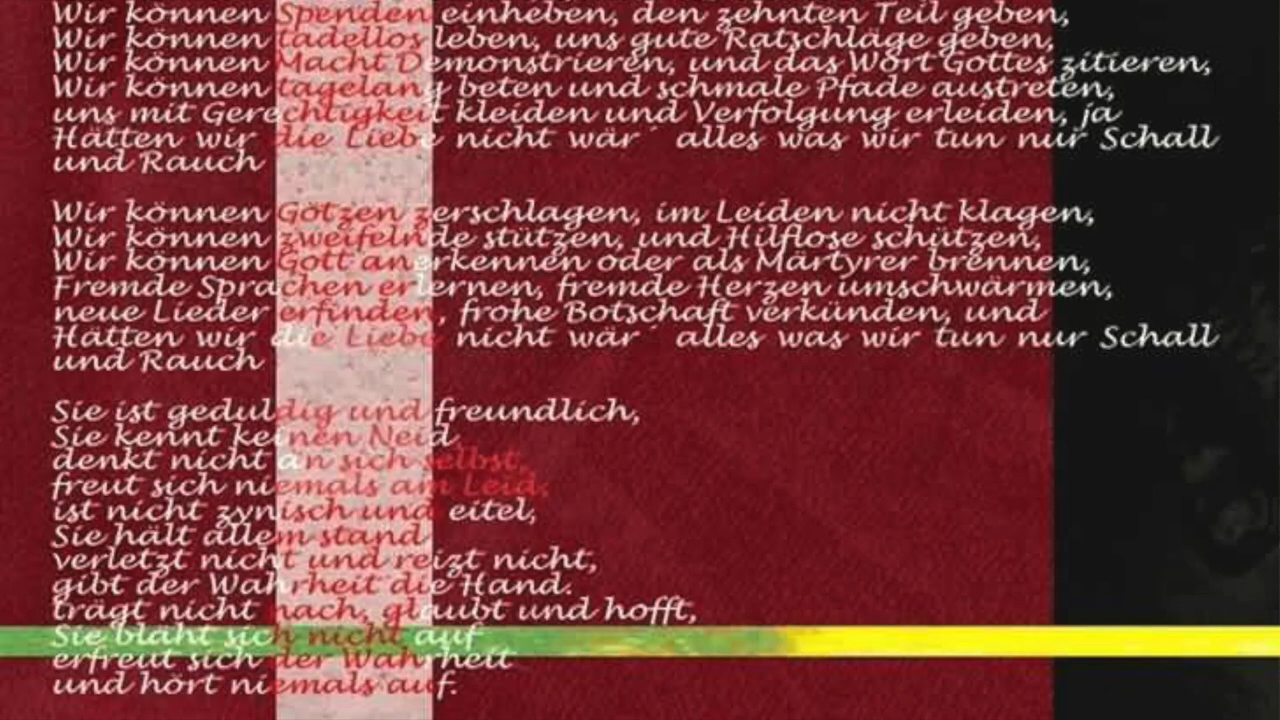 Wir können Spenden einheben, den zehnten Teil geben,
Wir können tadellos leben, uns gute Ratschläge geben,
Wir können Macht Demonstrieren, und das Wort Gottes zitieren,
Wir können tagelang beten und schmale Pfade austreten,
uns mit Gerechtigkeit kleiden und Verfolgung erleiden, ja
Hätten wir die Liebe nicht wär´ alles was wir tun nur Schall
und Rauch
Wir können Götzen zerschlagen, im Leiden nicht klagen,
Wir können zweifelnde stützen, und Hilflose schützen,
Wir können Gott anerkennen oder als Märtyrer brennen,
Fremde Sprachen erlernen, fremde Herzen umschwärmen,
neue Lieder erfinden, frohe Botschaft verkünden, und
Hätten wir die Liebe nicht wär´ alles was wir tun nur Schall
und Rauch
Sie ist geduldig und freundlich,
Sie kennt keinen Neid
denkt nicht an sich selbst,
freut sich niemals am Leid.
ist nicht zynisch und eitel,
Sie hält allem stand
verletzt nicht und reizt nicht,
gibt der Wahrheit die Hand.
trägt nicht nach, glaubt und hofft,
Sie bläht sich nicht auf
erfreut sich der Wahrheit
und hört niemals auf.